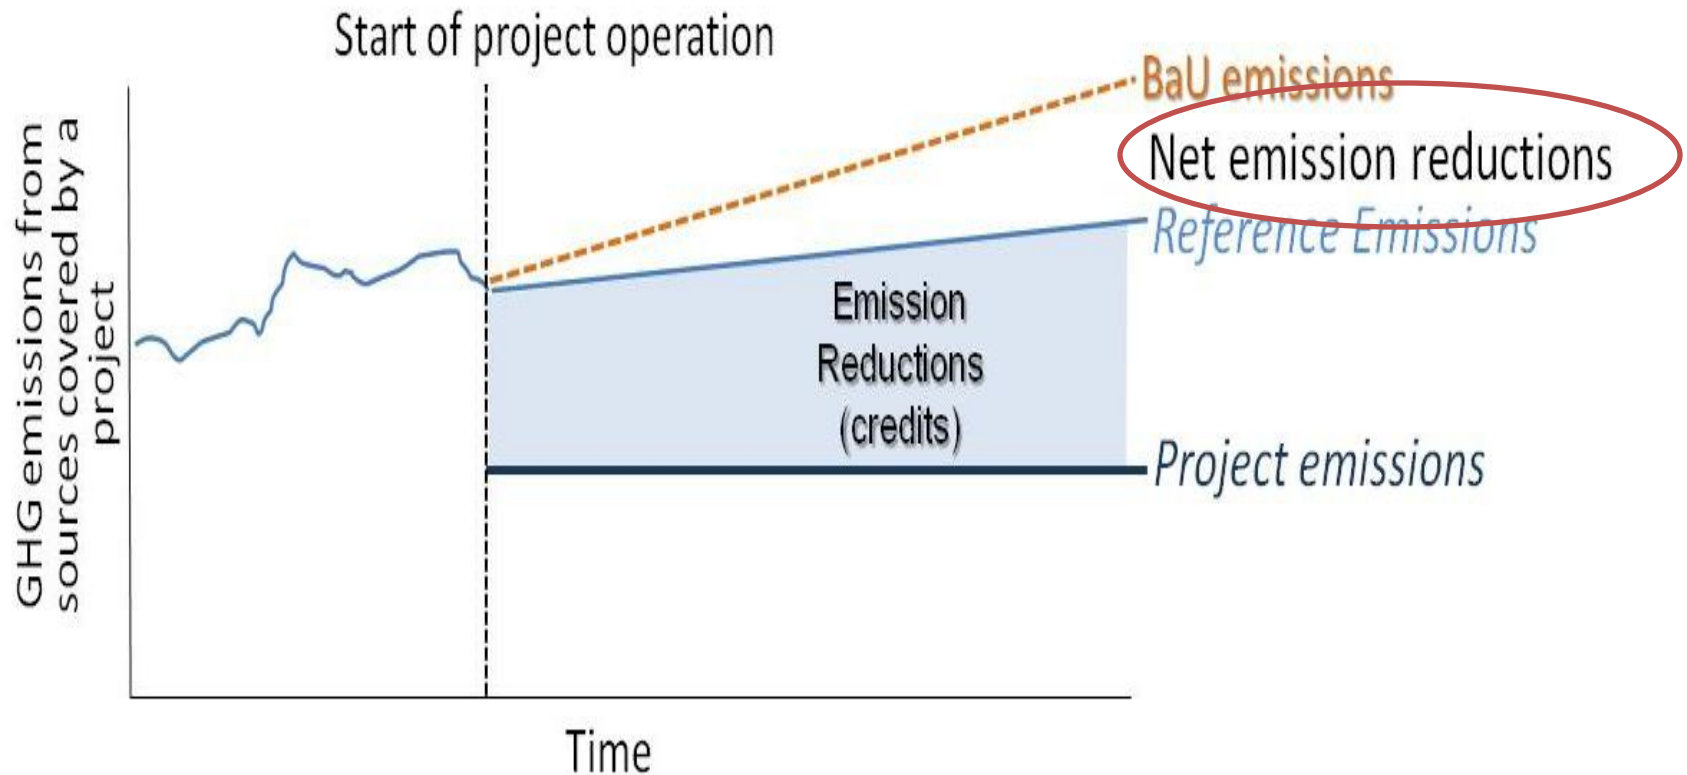 Start of project operation
BaU emissions
Net emission reductions
Reference Emissions
GHG emissions from
sources covered by a
project
Emission
Reductions
(credits)
Project emissions
Time